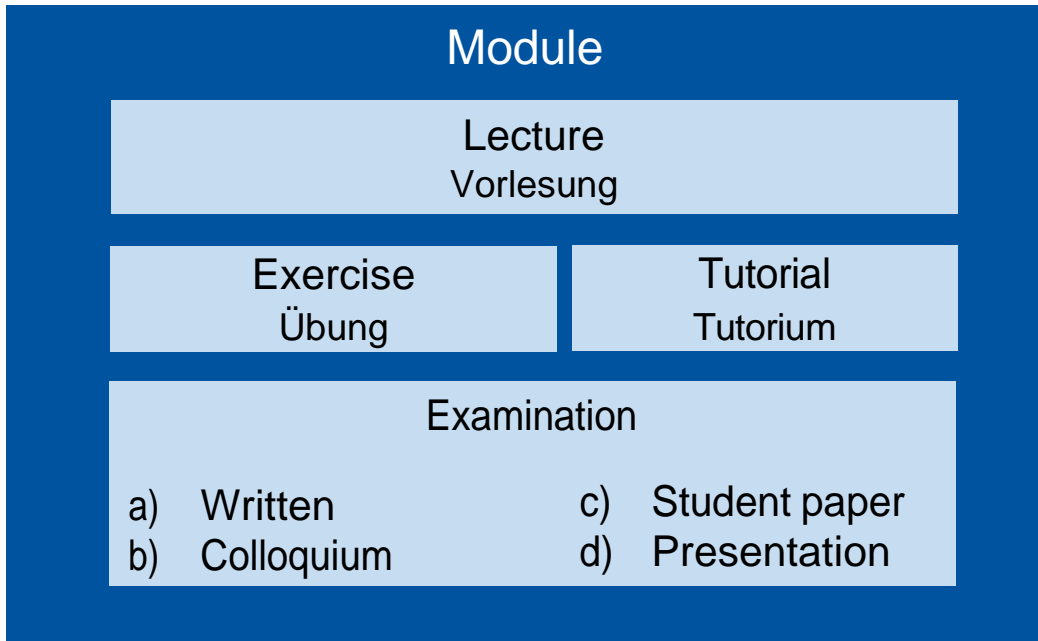 Module
Lecture
Vorlesung
Exercise
Übung
Tutorial
Tutorium
Examination
a) Written
b) Colloquium
c) Student paper
d) Presentation